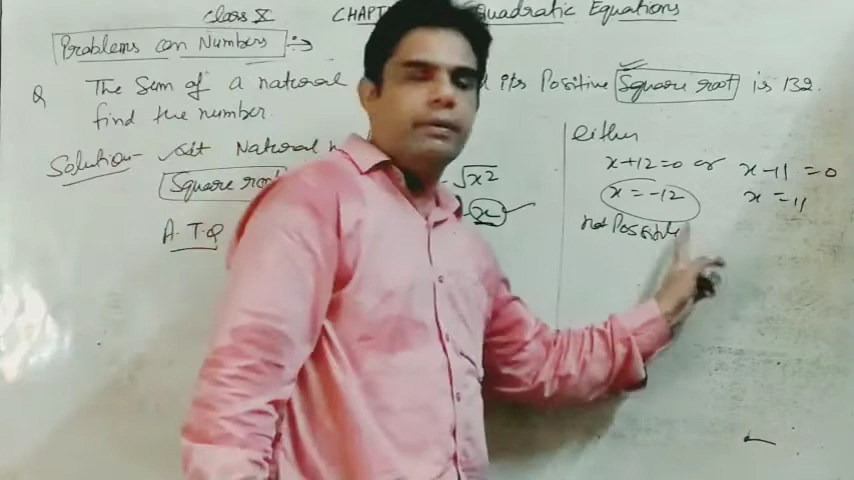 Class X CHAPT Quadratic Equations
Problems on Numbers
Q The Sum of a natural its Positive Square root is 132.
find the number.
Solution - Let Natural
Square root √x2
x
A.T.Q
either
x+12=0 or x-11=0
x=-12 x=11
not Possible